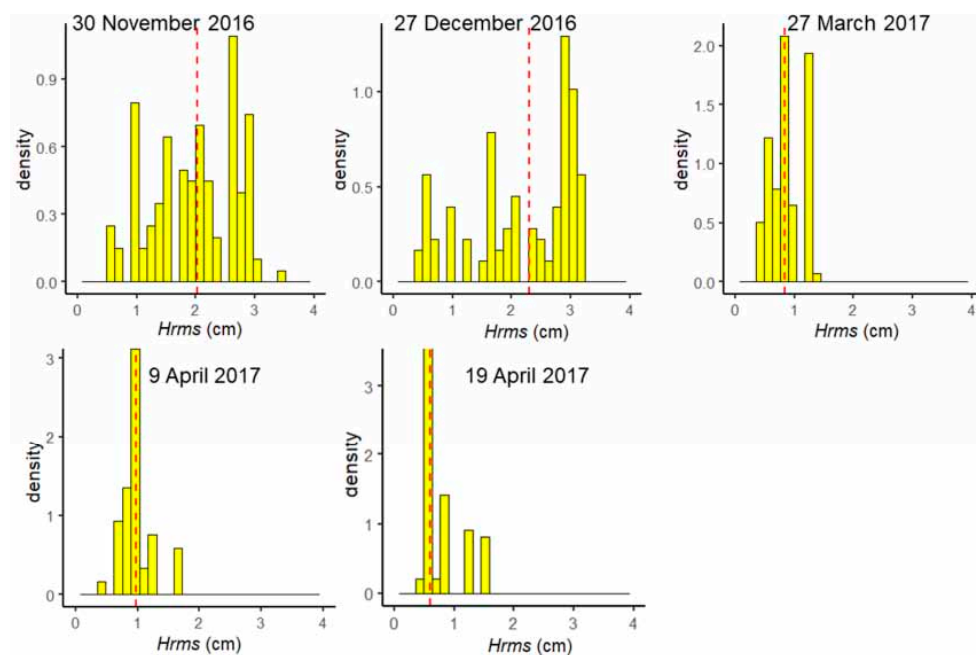 30 November 2016
27 December 2016
27 March 2017
density
0.9
0.6
0.3
0.0
0 1 2 3 4
Hrms (cm)
density
1.0
0.5
0.0
0 1 2 3 4
Hrms (cm)
density
2.0
1.5
1.0
0.5
0.0
0 1 2 3 4
Hrms (cm)
9 April 2017
density
3
2
1
0
0 1 2 3 4
Hrms (cm)
19 April 2017
density
3
2
1
0
0 1 2 3 4
Hrms (cm)